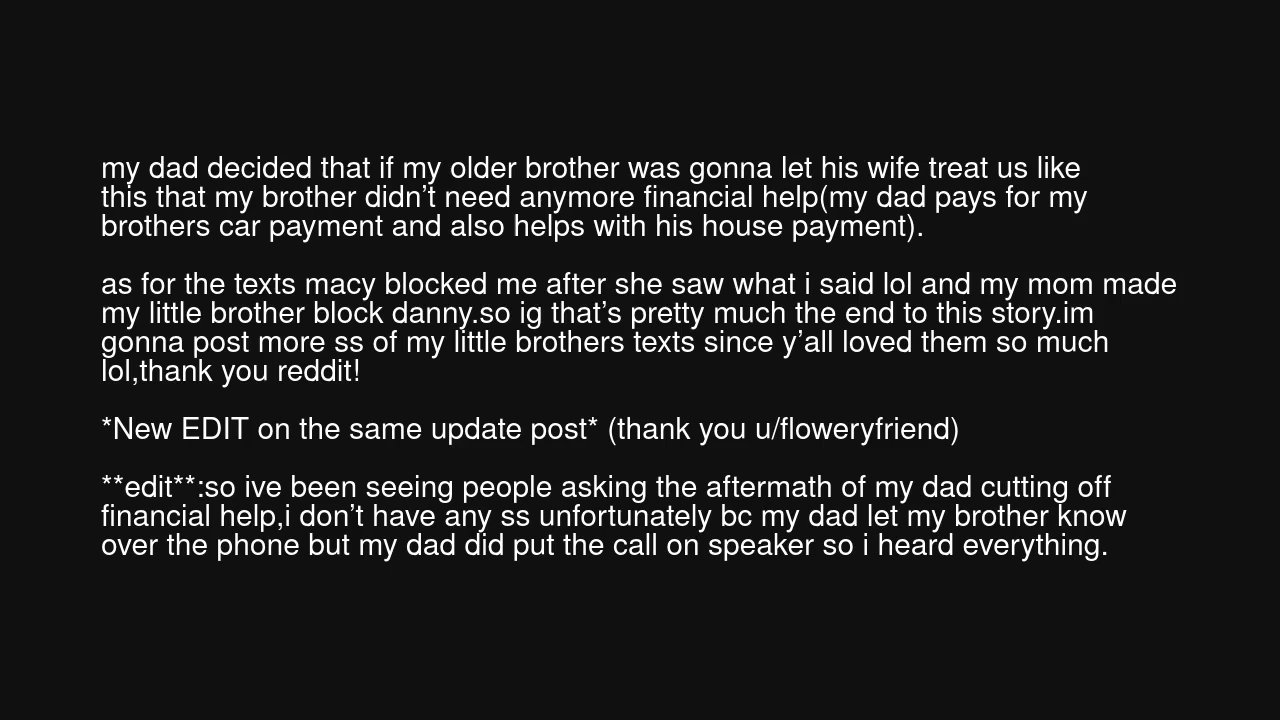 my dad decided that if my older brother was gonna let his wife treat us like
this that my brother didn’t need anymore financial help(my dad pays for my
brothers car payment and also helps with his house payment).
as for the texts macy blocked me after she saw what i said lol and my mom made
my little brother block danny.so ig that’s pretty much the end to this story.im
gonna post more ss of my little brothers texts since y’all loved them so much
lol,thank you reddit!
*New EDIT on the same update post* (thank you u/floweryfriend)
**edit**:so ive been seeing people asking the aftermath of my dad cutting off
financial help,i don’t have any ss unfortunately bc my dad let my brother know
over the phone but my dad did put the call on speaker so i heard everything.